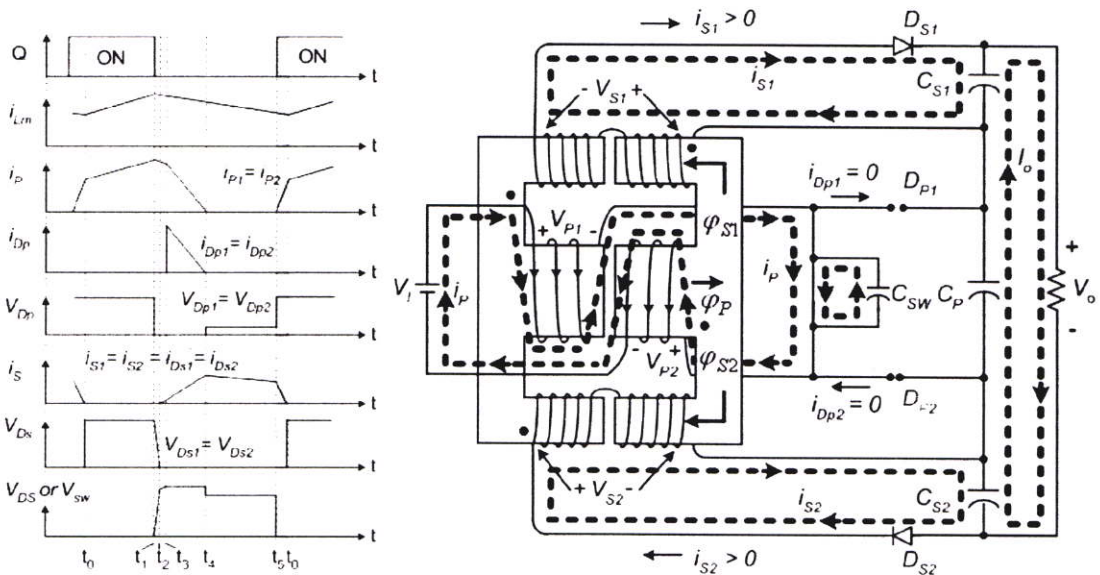 Q
ON
ON
t
i_Lm
t
i_P
i_P1 = i_P2
t
i_Dp
i_Dp1 = i_Dp2
t
V_Dp
V_Dp1 = V_Dp2
t
i_S
i_S1 = i_S2 = i_Ds1 = i_Ds2
t
V_Ds
V_Ds1 = V_Ds2
t
V_DS or V_sw
t
t_0 t_1 t_2 t_3 t_4 t_5 t_0
i_S1 > 0
D_S1
i_S1
C_S1
- V_S1 +
i_Dp1 = 0
D_P1
I_o
+ V_P1 -
φ_S1
V_I
i_P
i_P
φ_P
C_SW
C_P
+
V_o
-
- V_P2 +
φ_S2
i_Dp2 = 0
D_P2
+ V_S2 -
i_S2
C_S2
i_S2 > 0
D_S2